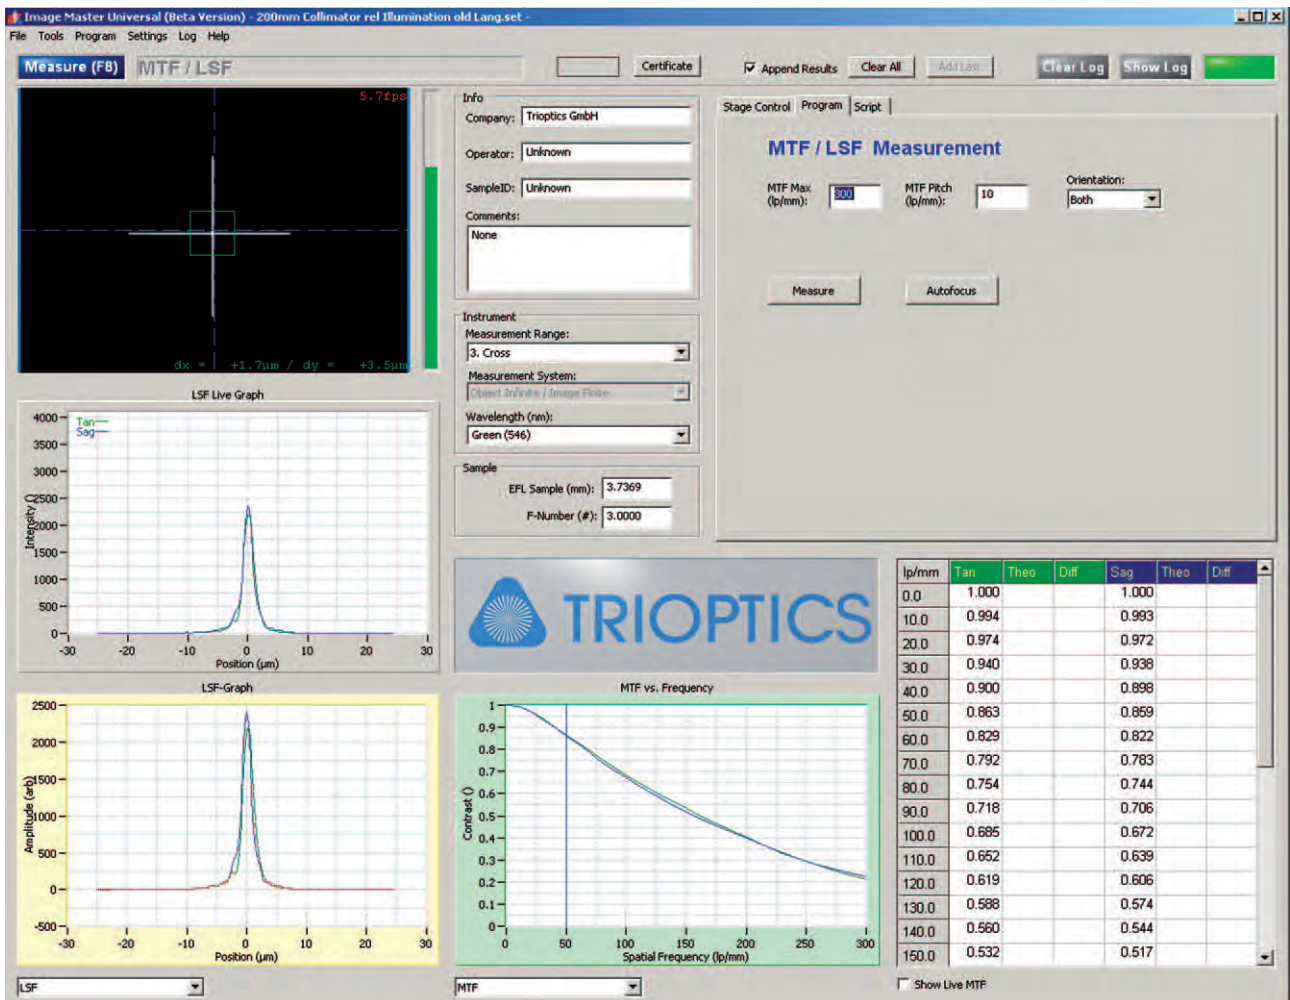 Image Master Universal (Beta Version) - 200mm Collimator rel Illumination old Lang.set -
File Tools Program Settings Log Help
Measure (F8) MTF / LSF Certificate Append Results Clear All Add Last Clear Log Show Log
5.7fps
dx = +1.7µm / dy = +3.5µm
Info
Company: Trioptics GmbH
Operator: Unknown
SampleID: Unknown
Comments:
None
Instrument
Measurement Range:
3. Cross
Measurement System:
Object Infinite / Image Finite
Wavelength (nm):
Green (546)
Sample
EFL Sample (mm): 3.7369
F-Number (#): 3.0000
Stage Control Program Script
MTF / LSF Measurement
MTF Max (lp/mm): 300
MTF Pitch (lp/mm): 10
Orientation:
Both
Measure Autofocus
LSF Live Graph
Tan
Sag
Intensity ()
4000
3500
3000
2500
2000
1500
1000
500
0
-30 -20 -10 0 10 20 30
Position (µm)
TRIOPTICS
LSF-Graph
Amplitude (arb)
2500
2000
1500
1000
500
0
-500
-30 -20 -10 0 10 20 30
Position (µm)
LSF
MTF vs. Frequency
Contrast ()
1
0.9
0.8
0.7
0.6
0.5
0.4
0.3
0.2
0.1
0
0 50 100 150 200 250 300
Spatial Frequency (lp/mm)
MTF
lp/mm Tan Theo Diff Sag Theo Diff
0.0 1.000 1.000
10.0 0.994 0.993
20.0 0.974 0.972
30.0 0.940 0.938
40.0 0.900 0.898
50.0 0.863 0.859
60.0 0.829 0.822
70.0 0.792 0.783
80.0 0.754 0.744
90.0 0.718 0.706
100.0 0.685 0.672
110.0 0.652 0.639
120.0 0.619 0.606
130.0 0.588 0.574
140.0 0.560 0.544
150.0 0.532 0.517
Show Live MTF